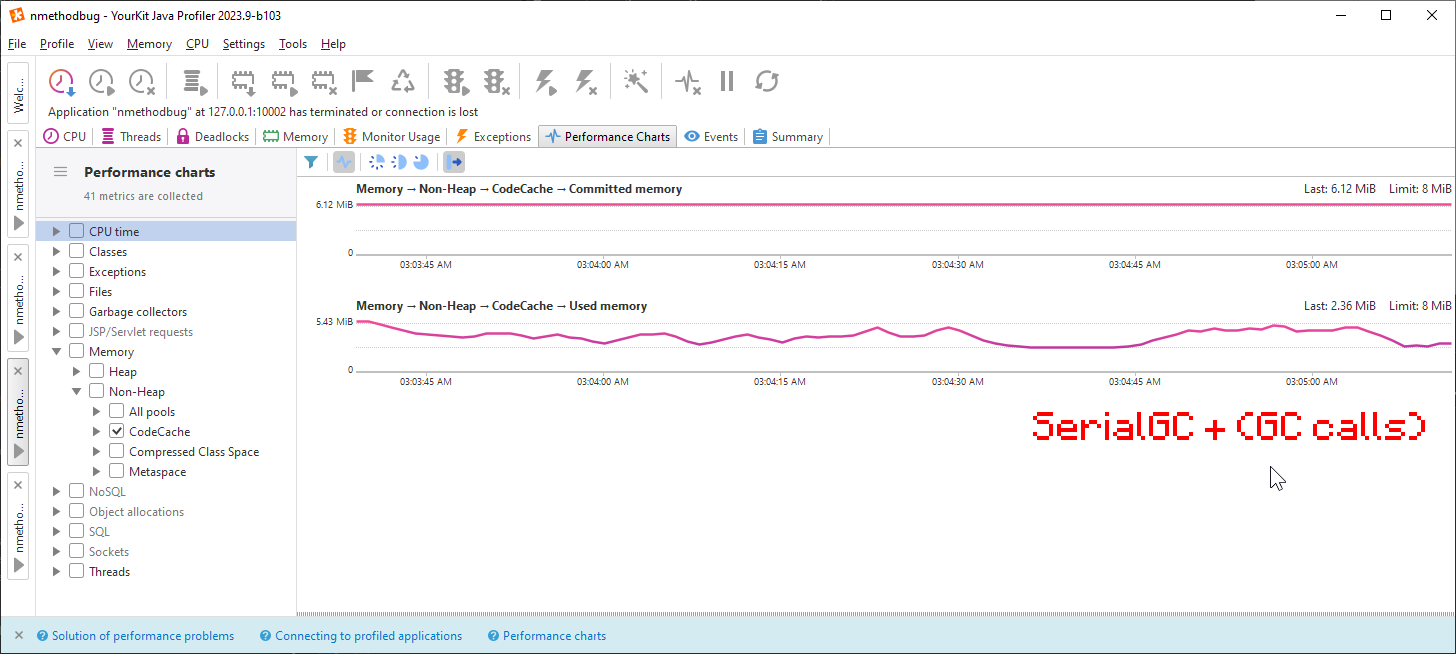 nmethodbug - YourKit Java Profiler 2023.9-b103
File Profile View Memory CPU Settings Tools Help
Application "nmethodbug" at 127.0.0.1:10002 has terminated or connection is lost
CPU Threads Deadlocks Memory Monitor Usage Exceptions Performance Charts Events Summary
Welc...
nmetho...
nmetho...
nmetho...
nmetho...
Performance charts
41 metrics are collected
CPU time
Classes
Exceptions
Files
Garbage collectors
JSP/Servlet requests
Memory
Heap
Non-Heap
All pools
CodeCache
Compressed Class Space
Metaspace
NoSQL
Object allocations
SQL
Sockets
Threads
Memory → Non-Heap → CodeCache → Committed memory Last: 6.12 MiB Limit: 8 MiB
6.12 MiB
0
03:03:45 AM 03:04:00 AM 03:04:15 AM 03:04:30 AM 03:04:45 AM 03:05:00 AM
Memory → Non-Heap → CodeCache → Used memory Last: 2.36 MiB Limit: 8 MiB
5.43 MiB
0
03:03:45 AM 03:04:00 AM 03:04:15 AM 03:04:30 AM 03:04:45 AM 03:05:00 AM
SerialGC + (GC calls)
Solution of performance problems Connecting to profiled applications Performance charts